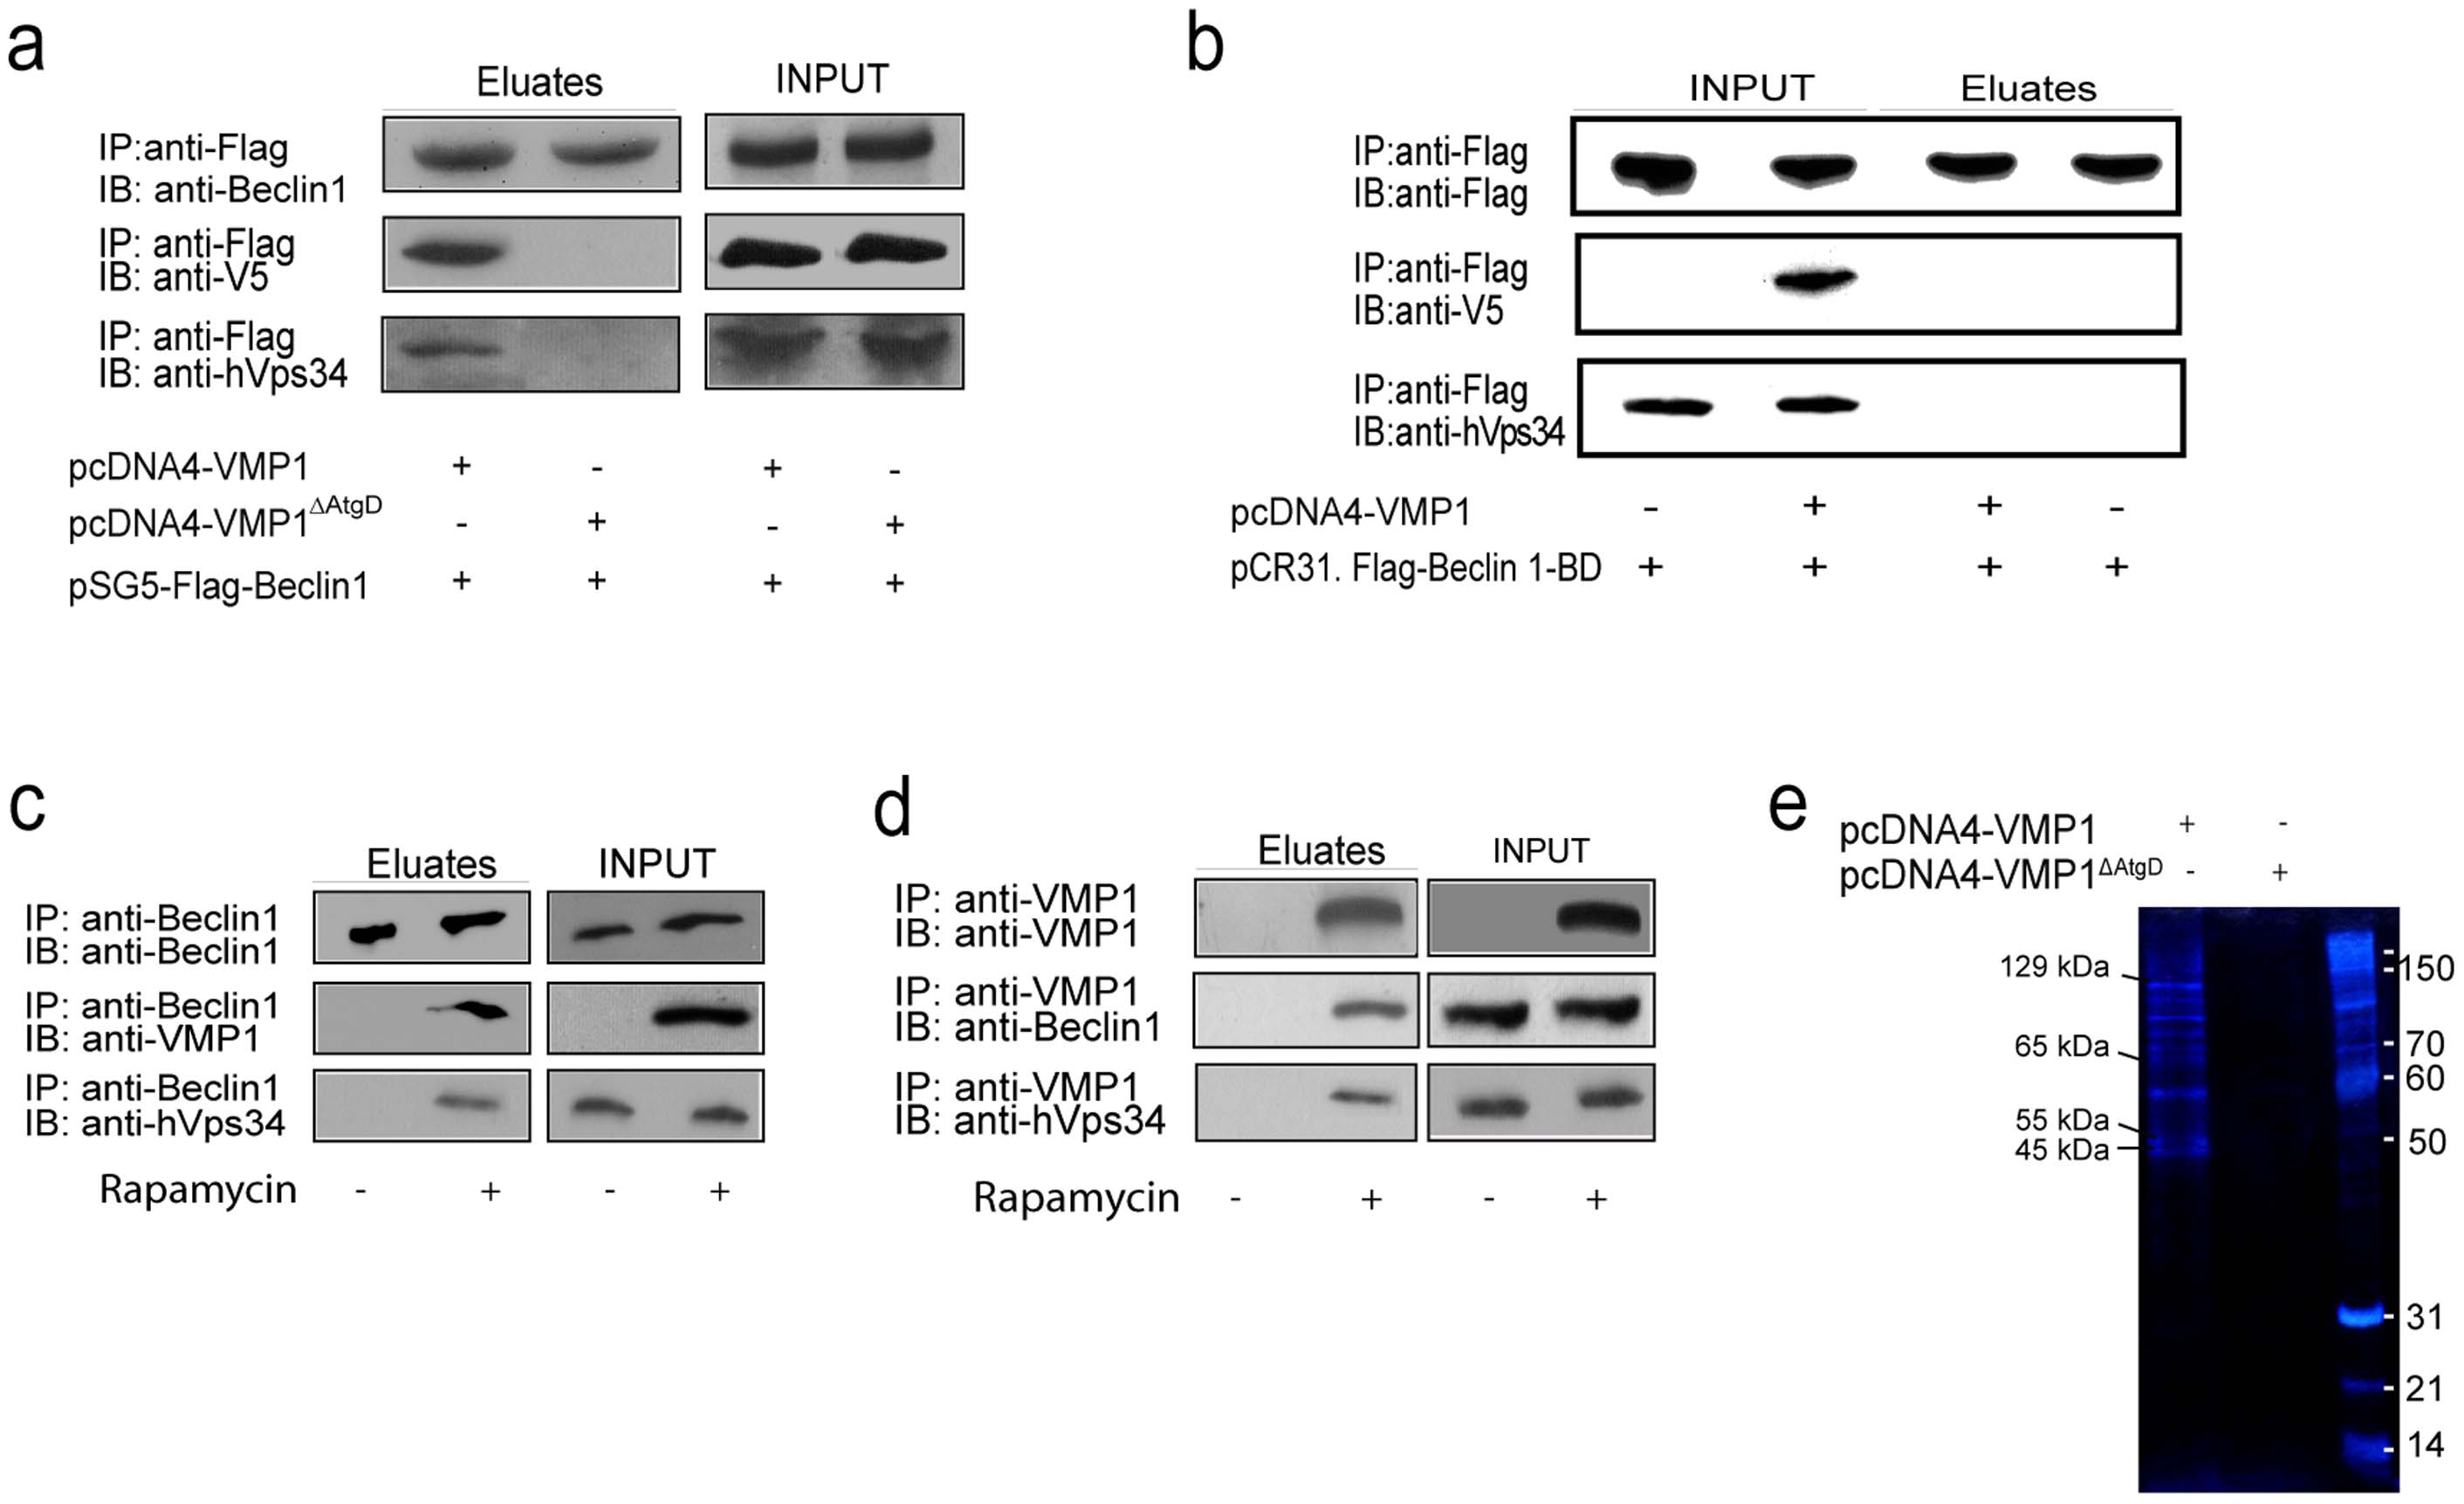 a
Eluates INPUT
IP:anti-Flag
IB: anti-Beclin1
IP: anti-Flag
IB: anti-V5
IP: anti-Flag
IB: anti-hVps34
pcDNA4-VMP1 + - + -
pcDNA4-VMP1ΔAtgD - + - +
pSG5-Flag-Beclin1 + + + +
b
INPUT Eluates
IP:anti-Flag
IB:anti-Flag
IP:anti-Flag
IB:anti-V5
IP:anti-Flag
IB:anti-hVps34
pcDNA4-VMP1 - + + -
pCR31. Flag-Beclin 1-BD + + + +
c
Eluates INPUT
IP: anti-Beclin1
IB: anti-Beclin1
IP: anti-Beclin1
IB: anti-VMP1
IP: anti-Beclin1
IB: anti-hVps34
Rapamycin - + - +
d
Eluates INPUT
IP: anti-VMP1
IB: anti-VMP1
IP: anti-VMP1
IB: anti-Beclin1
IP: anti-VMP1
IB: anti-hVps34
Rapamycin - + - +
e
pcDNA4-VMP1 + -
pcDNA4-VMP1ΔAtgD - +
129 kDa
65 kDa
55 kDa
45 kDa
150
70
60
50
31
21
14